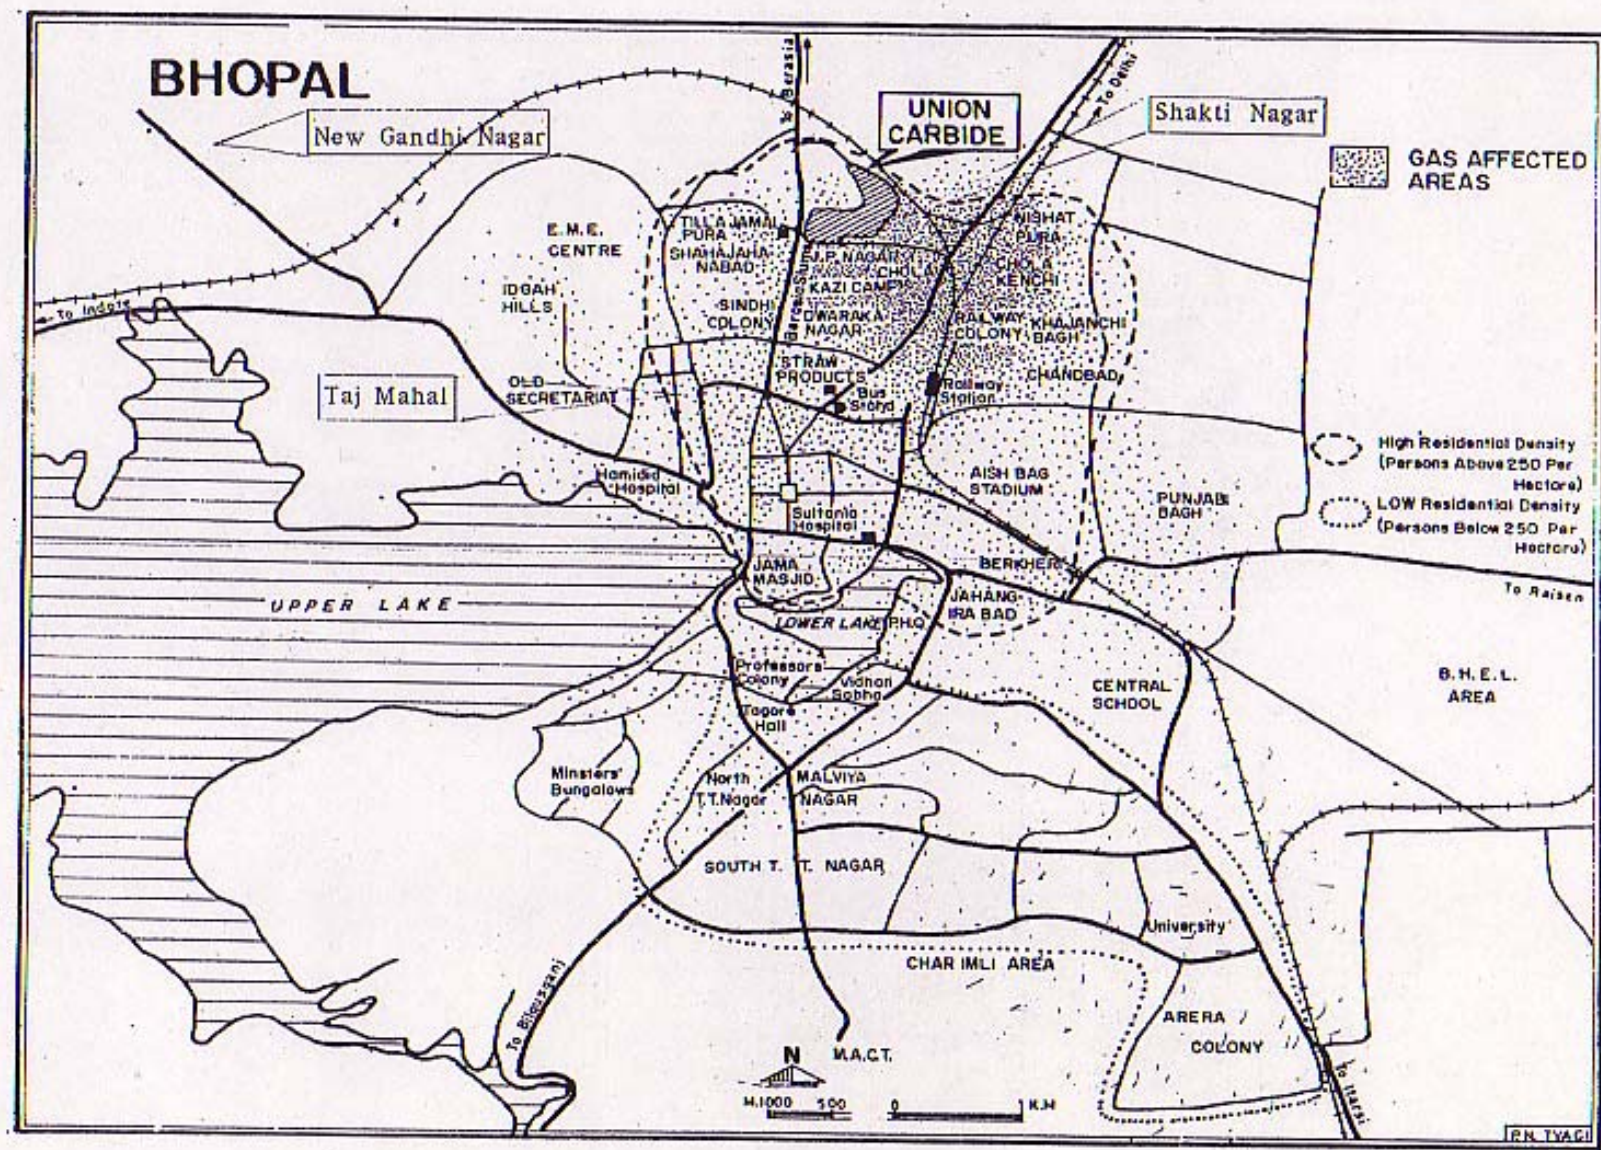 BHOPAL
New Gandhi Nagar
To Berasia
UNION
CARBIDE
To Delhi
Shakti Nagar
GAS AFFECTED
AREAS
E.M.E.
CENTRE
TILLAJAMAL
PURA
SHAHAJAHA
NABAD
NISHAT
PURA
J.P. NAGAR
CHOLA
KAZI CAMP
CHOLA
KENCHI
IDGAH
HILLS
To Indore
SINDHI
COLONY
DWARAKA
NAGAR
RAILWAY
COLONY
KHAJANCHI
BAGH
STRAW
PRODUCTS
CHANDBAD
OLD
SECRETARIAT
Taj Mahal
Bus
Stand
Railway
Station
High Residential Density
(Persons Above 250 Per
Hectare)
LOW Residential Density
(Persons Below 250 Per
Hectare)
Hamidia
Hospital
AISH BAG
STADIUM
PUNJABI
BAGH
Sultania
Hospital
JAMA
MASJID
BERKHERI
To Raisen
UPPER LAKE
JAHANG-
IRA BAD
LOWER LAKE
P.H.Q.
Professors
Colony
Vidhan
Sabha
CENTRAL
SCHOOL
B.H.E.L.
AREA
Tagore
Hall
Minsters'
Bungalows
North
T.T.Nagar
MALVIYA
NAGAR
SOUTH T. T. NAGAR
University
CHAR IMLI AREA
ARERA
COLONY
To Bilquisganj
M.A.C.T.
N
M.1000 500 0 1 K.M
To Itarsi
P.N. TYAGI